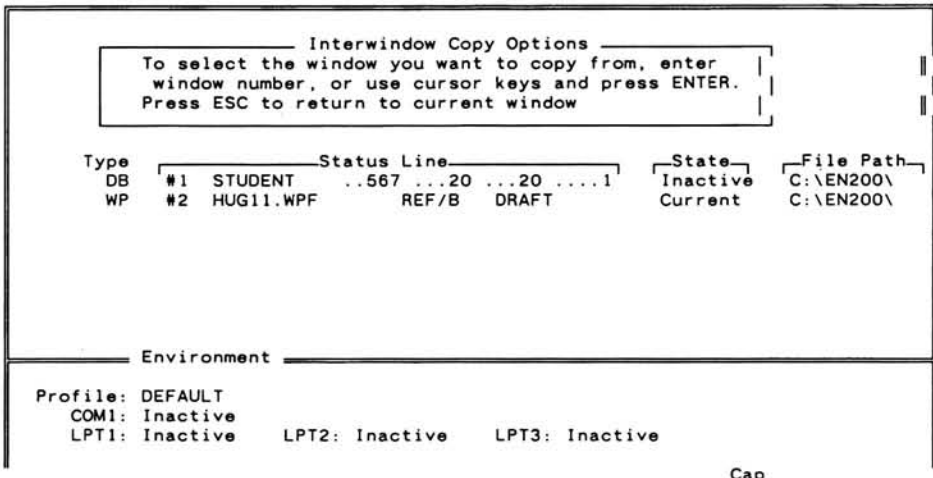 Interwindow Copy Options
To select the window you want to copy from, enter
window number, or use cursor keys and press ENTER.
Press ESC to return to current window
Type Status Line State File Path
DB #1 STUDENT ..567 ...20 ...20 ....1 Inactive C:\EN200\
WP #2 HUG11.WPF REF/B DRAFT Current C:\EN200\
Environment
Profile: DEFAULT
COM1: Inactive
LPT1: Inactive LPT2: Inactive LPT3: Inactive
Cap